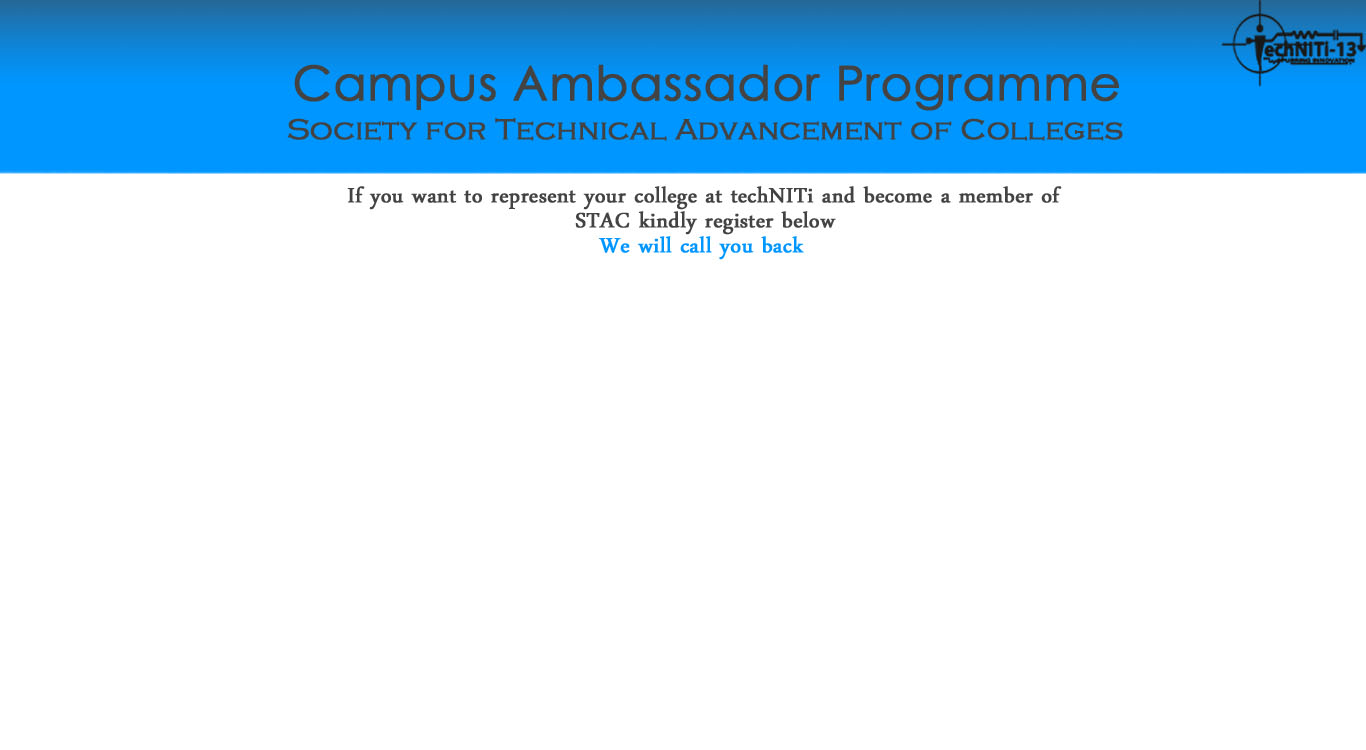 techNITi-13
Campus Ambassador Programme
Society for Technical Advancement of Colleges
If you want to represent your college at techNITi and become a member of
STAC kindly register below
We will call you back